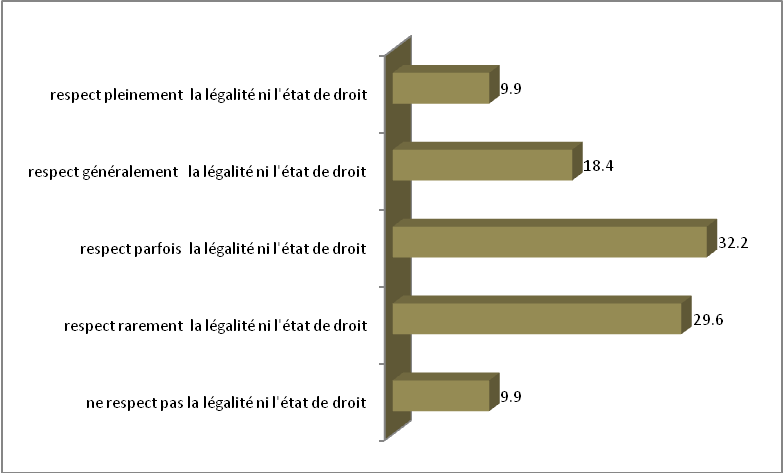 respect pleinement la légalité ni l'état de droit 9.9
respect généralement la légalité ni l'état de droit 18.4
respect parfois la légalité ni l'état de droit 32.2
respect rarement la légalité ni l'état de droit 29.6
ne respect pas la légalité ni l'état de droit 9.9